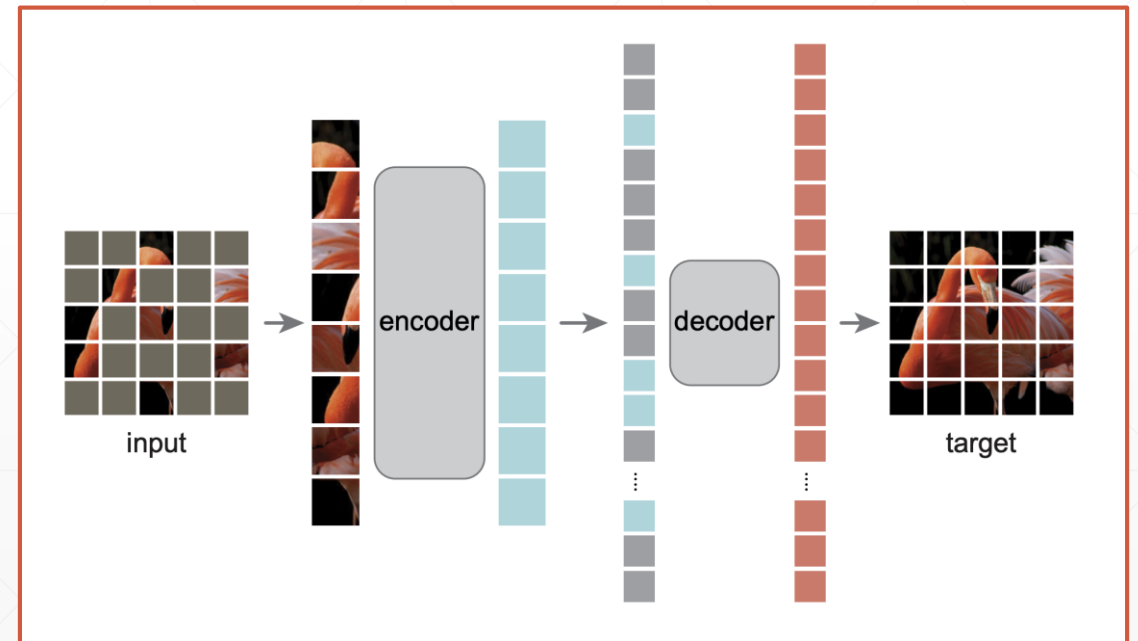 input
encoder
decoder
target